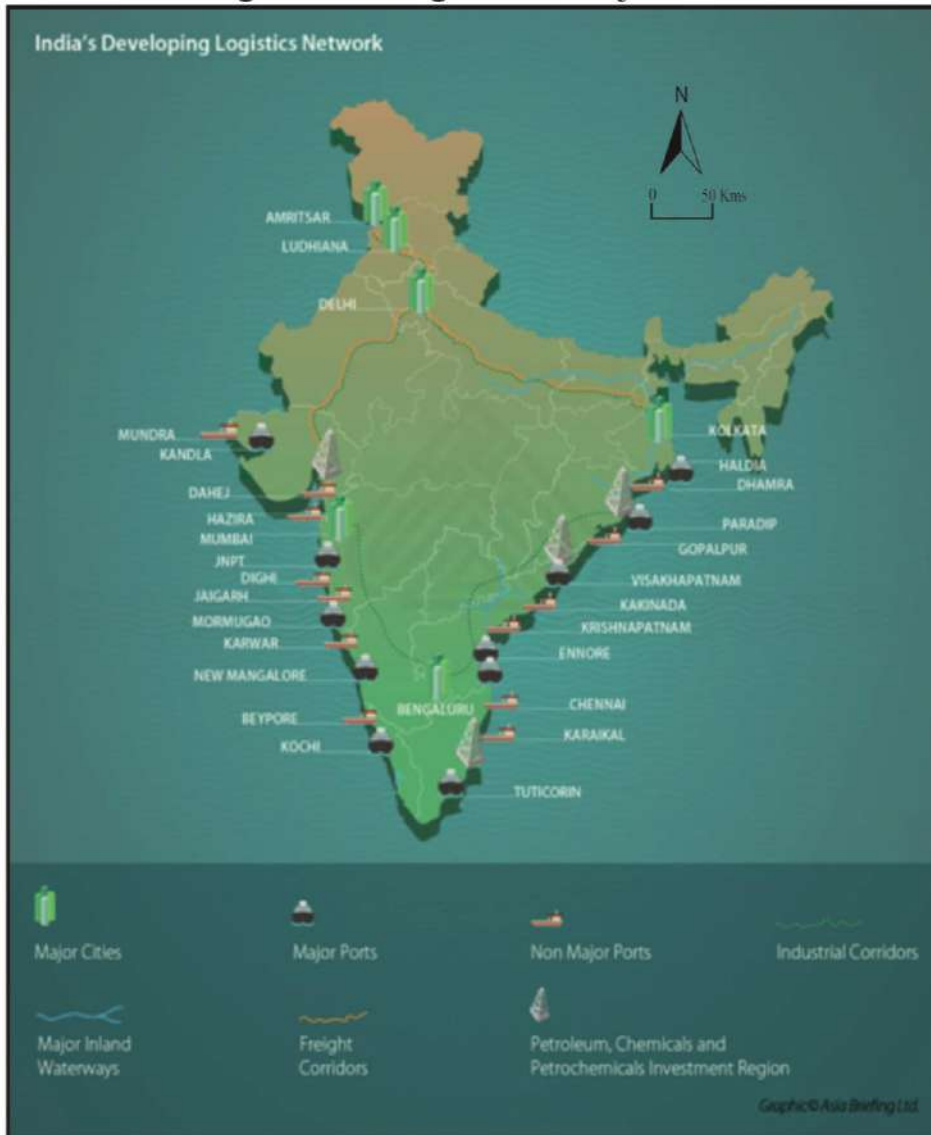 India's Developing Logistics Network
N
0 50 Kms
AMRITSAR
LUDHIANA
DELHI
MUNDRA
KANDLA
DAHEJ
HAZIRA
MUMBAI
JNPT
DIGHI
JAIGARH
MORMUGAO
KARWAR
NEW MANGALORE
BEYPORE
KOCHI
BENGALURU
KOLKATA
HALDIA
DHAMRA
PARADIP
GOPALPUR
VISAKHAPATNAM
KAKINADA
KRISHNAPATNAM
ENNORE
CHENNAI
KARAIKAL
TUTICORIN
Major Cities
Major Ports
Non Major Ports
Industrial Corridors
Major Inland
Waterways
Freight
Corridors
Petroleum, Chemicals and
Petrochemicals Investment Region
Graphic© Asia Briefing Ltd.